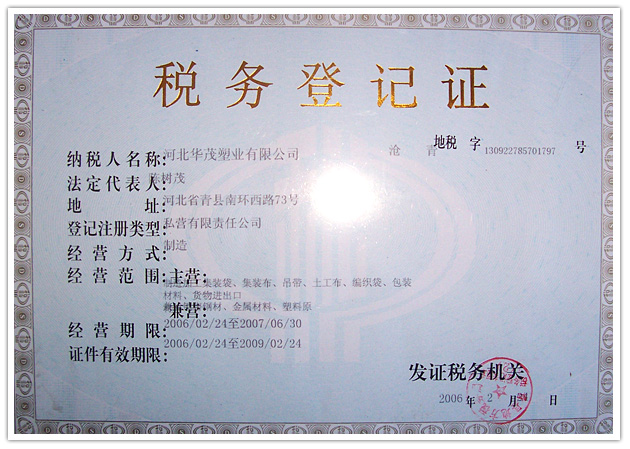 税务登记证
沧 青 地税 字 130922785701797 号
纳税人名称:河北华茂塑业有限公司
法定代表人:陈树茂
地 址:河北省青县南环西路73号
登记注册类型:私营有限责任公司
经营方式:制造
经营范围:主营:
集装袋、集装布、吊带、土工布、编织袋、包装
材料、货物进出口
兼营: 钢材、金属材料、塑料原
经营期限:2006/02/24至2007/06/30
证件有效期限:2006/02/24至2009/02/24
发证税务机关
2006 年 2 月 日